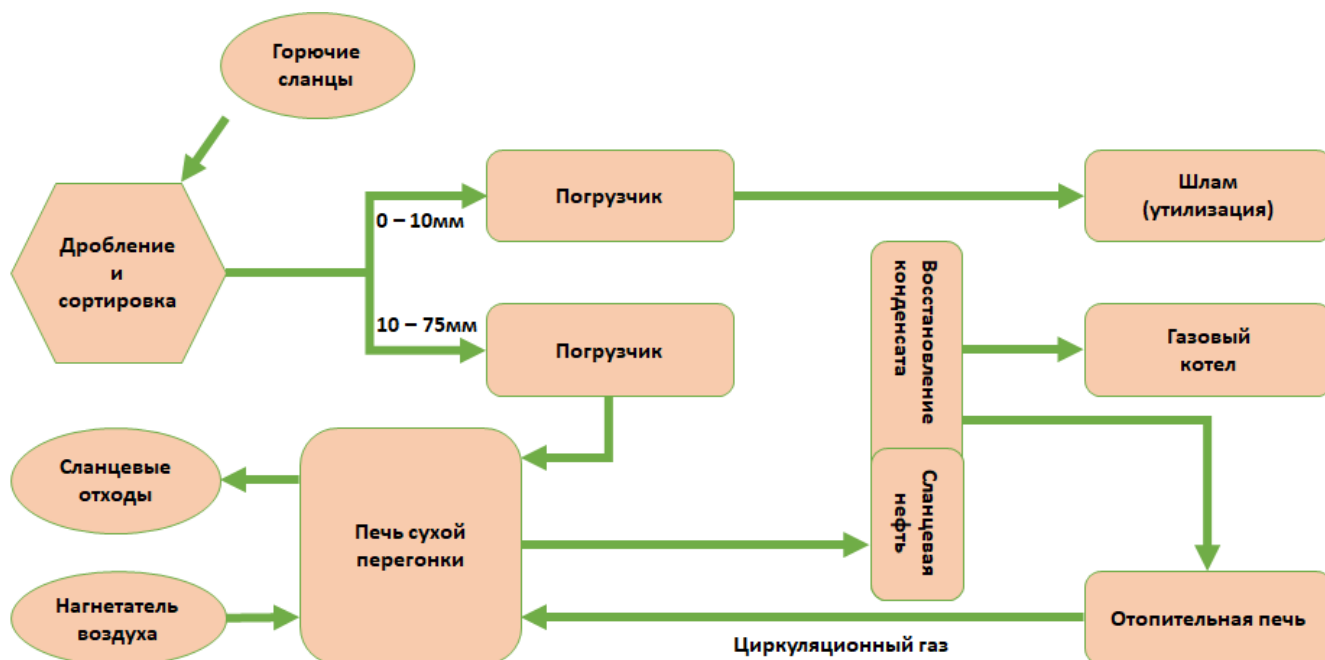 Горючие
сланцы
Дробление
и
сортировка
0 – 10мм
Погрузчик
Шлам
(утилизация)
10 – 75мм
Погрузчик
Восстановление
конденсата
Газовый
котел
Сланцевые
отходы
Печь сухой
перегонки
Сланцевая
нефть
Нагнетатель
воздуха
Отопительная печь
Циркуляционный газ